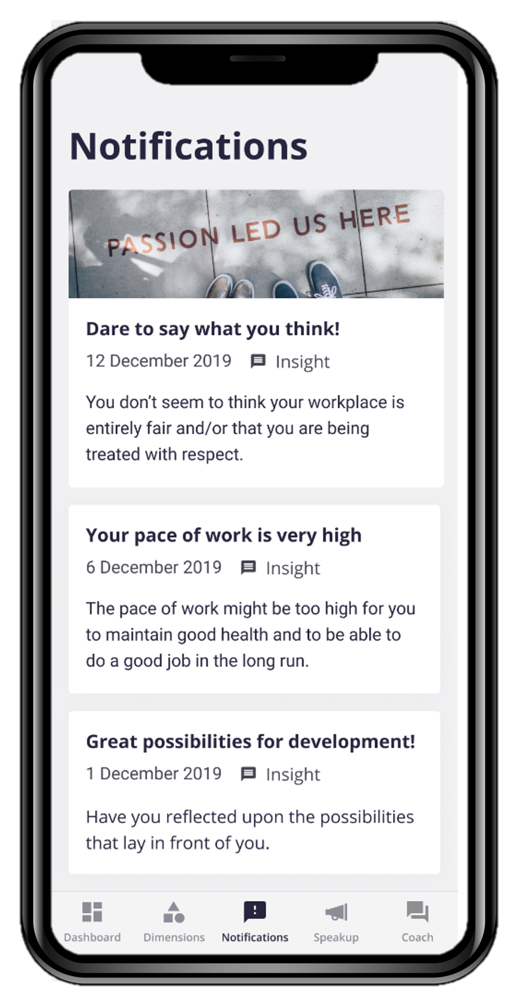 Notifications
PASSION LED US HERE
Dare to say what you think!
12 December 2019 Insight
You don’t seem to think your workplace is
entirely fair and/or that you are being
treated with respect.
Your pace of work is very high
6 December 2019 Insight
The pace of work might be too high for you
to maintain good health and to be able to
do a good job in the long run.
Great possibilities for development!
1 December 2019 Insight
Have you reflected upon the possibilities
that lay in front of you.
Dashboard Dimensions Notifications Speakup Coach